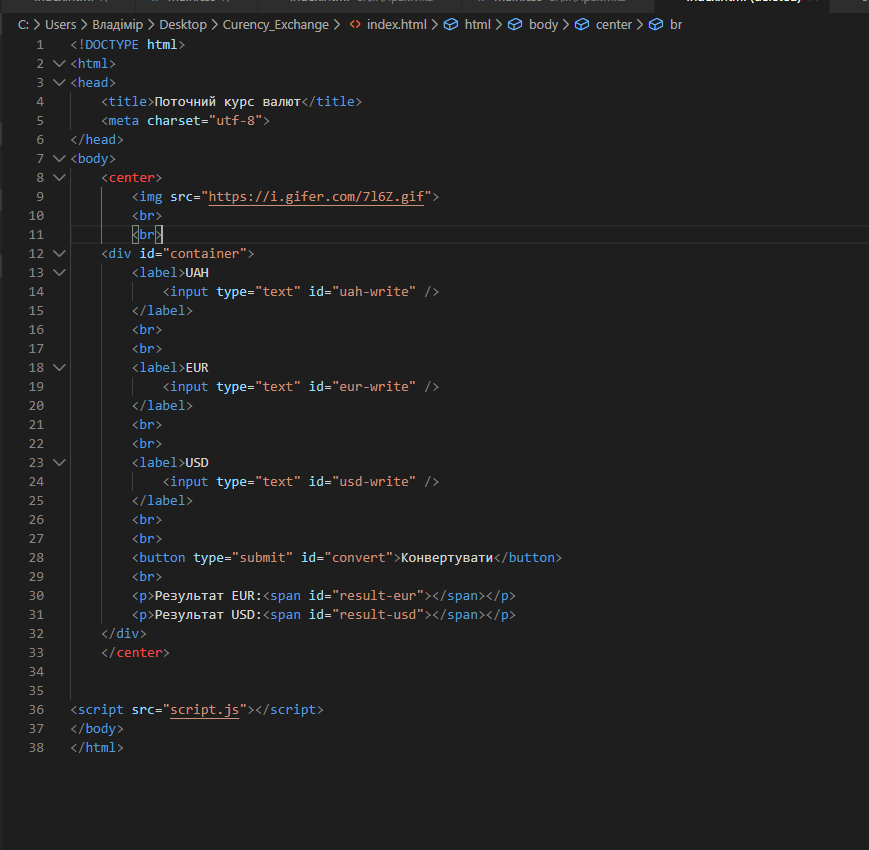 C: > Users > Владімір > Desktop > Curency_Exchange > index.html > html > body > center > br
1 <!DOCTYPE html>
2 <html>
3 <head>
4 <title>Поточний курс валют</title>
5 <meta charset="utf-8">
6 </head>
7 <body>
8 <center>
9 <img src="https://i.gifer.com/7l6Z.gif">
10 <br>
11 <br>
12 <div id="container">
13 <label>UAH
14 <input type="text" id="uah-write" />
15 </label>
16 <br>
17 <br>
18 <label>EUR
19 <input type="text" id="eur-write" />
20 </label>
21 <br>
22 <br>
23 <label>USD
24 <input type="text" id="usd-write" />
25 </label>
26 <br>
27 <br>
28 <button type="submit" id="convert">Конвертувати</button>
29 <br>
30 <p>Результат EUR:<span id="result-eur"></span></p>
31 <p>Результат USD:<span id="result-usd"></span></p>
32 </div>
33 </center>
34
35
36 <script src="script.js"></script>
37 </body>
38 </html>